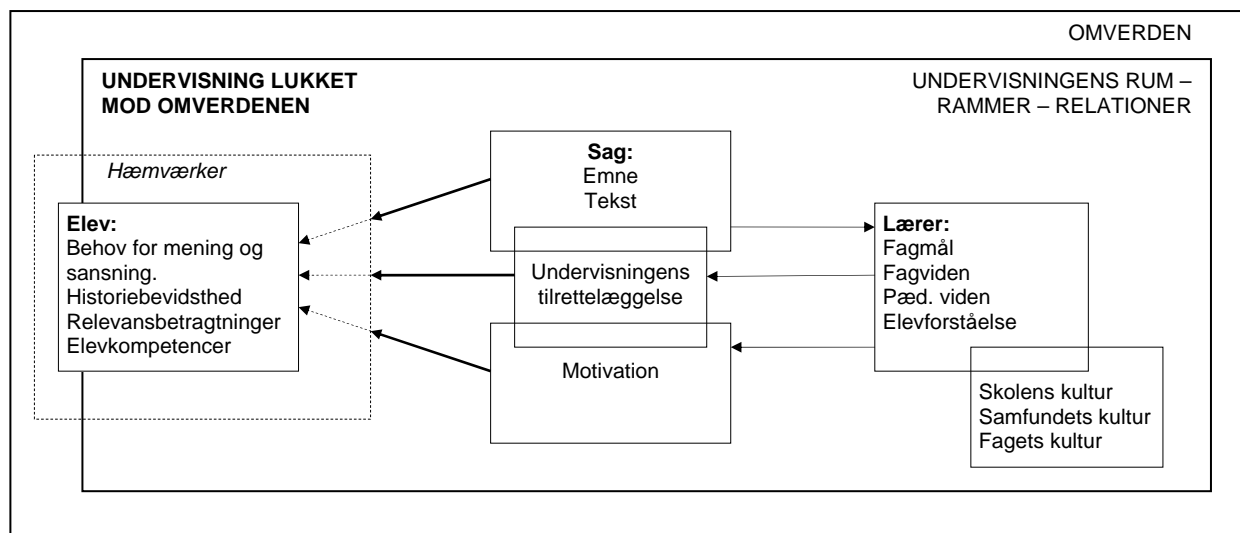 OMVERDEN
UNDERVISNING LUKKET
MOD OMVERDENEN
UNDERVISNINGENS RUM –
RAMMER – RELATIONER
Hæmværker
Elev:
Behov for mening og
sansning.
Historiebevidsthed
Relevansbetragtninger
Elevkompetencer
Sag:
Emne
Tekst
Undervisningens
tilrettelæggelse
Motivation
Lærer:
Fagmål
Fagviden
Pæd. viden
Elevforståelse
Skolens kultur
Samfundets kultur
Fagets kultur